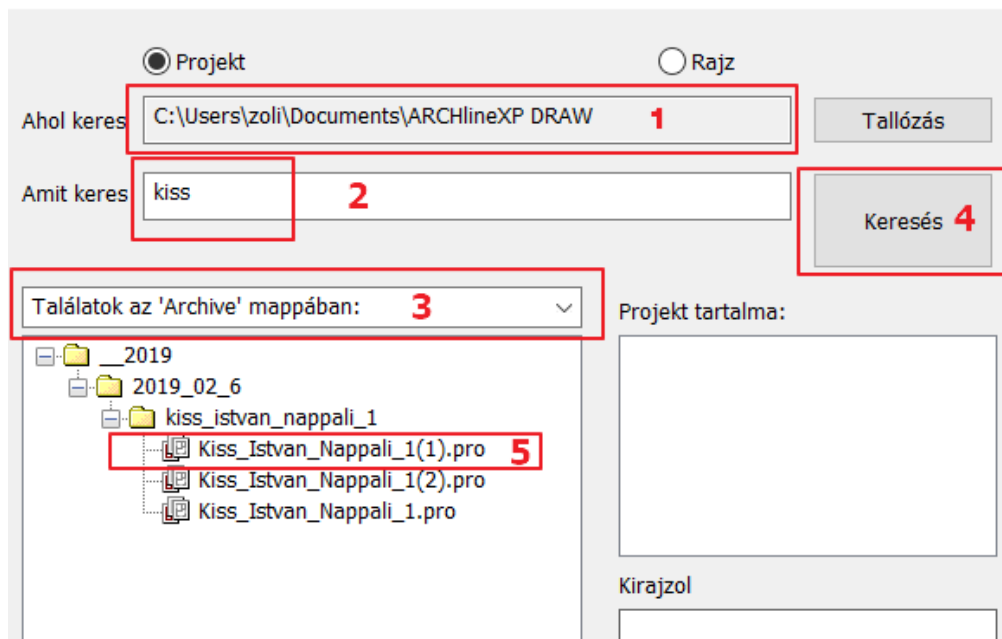 Projekt
Rajz
Ahol keres
C:\Users\zoli\Documents\ARCHlineXP DRAW
1
Tallózás
Amit keres
kiss
2
Keresés
4
Találatok az 'Archive' mappában:
3
Projekt tartalma:
__2019
2019_02_6
kiss_istvan_nappali_1
Kiss_Istvan_Nappali_1(1).pro
5
Kiss_Istvan_Nappali_1(2).pro
Kiss_Istvan_Nappali_1.pro
Kirajzol